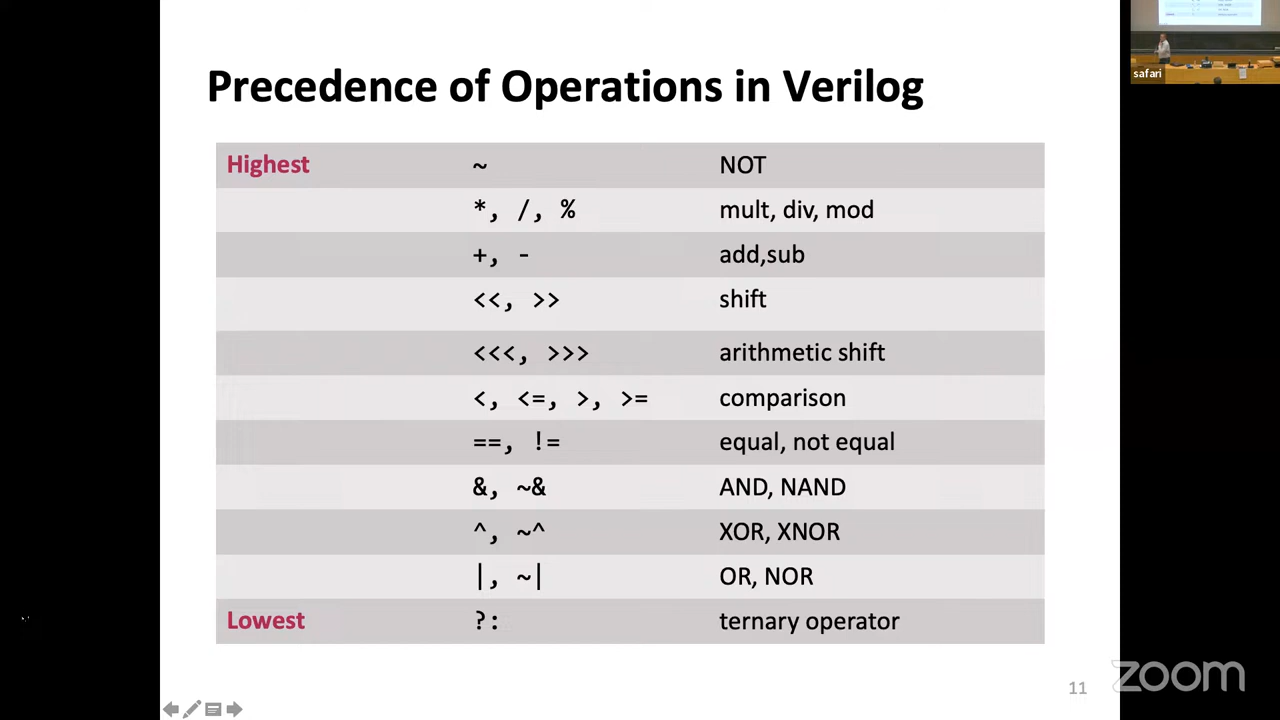 safari
Precedence of Operations in Verilog
Highest ~ NOT
*, /, % mult, div, mod
+, - add,sub
<<, >> shift
<<<, >>> arithmetic shift
<, <=, >, >= comparison
==, != equal, not equal
&, ~& AND, NAND
^, ~^ XOR, XNOR
|, ~| OR, NOR
Lowest ?: ternary operator
11
zoom